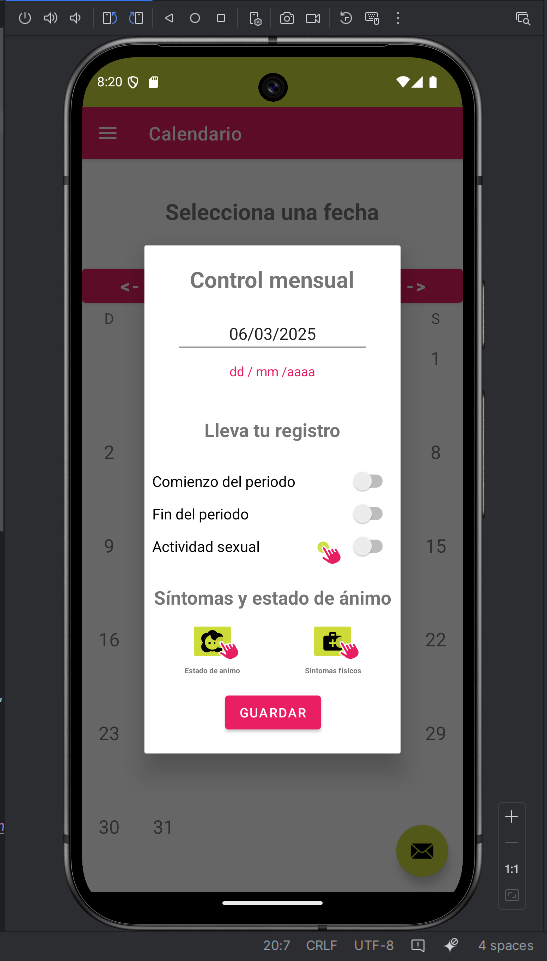 8:20
Calendario
Selecciona una fecha
<- ->
D S
1
2 8
9 15
16 22
23 29
30 31
Control mensual
06/03/2025
dd / mm /aaaa
Lleva tu registro
Comienzo del periodo
Fin del periodo
Actividad sexual
Síntomas y estado de ánimo
Estado de animo Síntomas físicos
GUARDAR
1:1
20:7 CRLF UTF-8 4 spaces